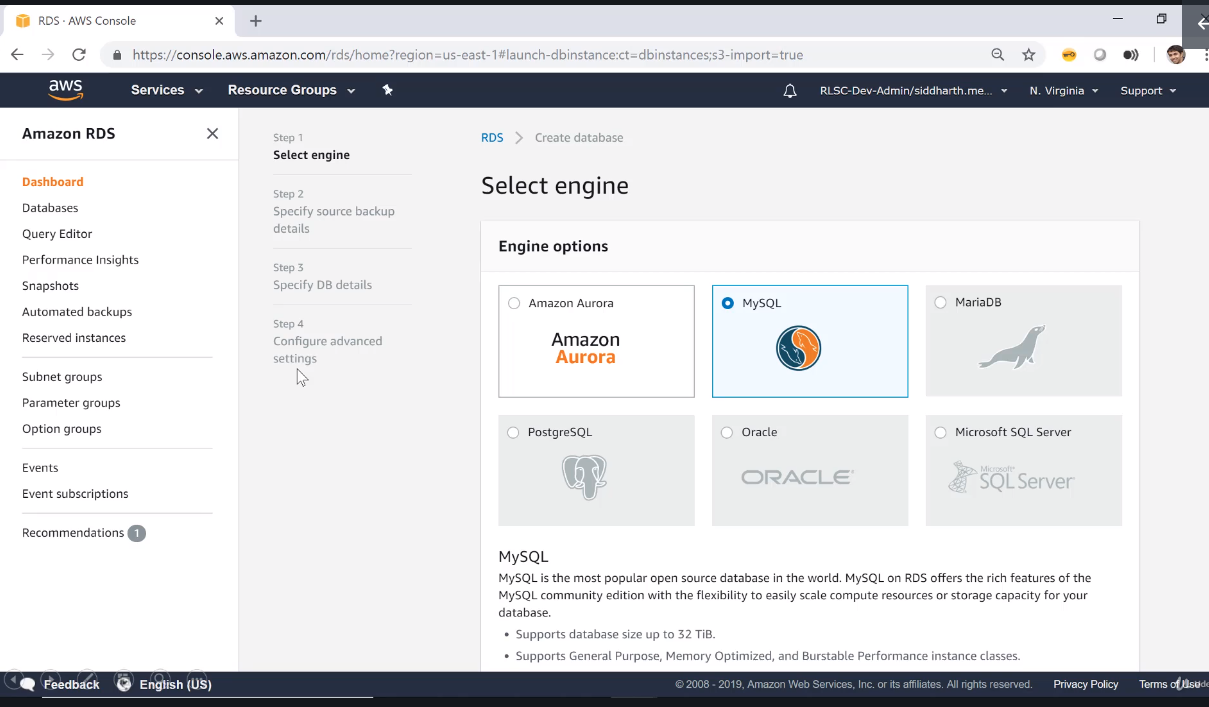 RDS · AWS Console
https://console.aws.amazon.com/rds/home?region=us-east-1#launch-dbinstance:ct=dbinstances;s3-import=true
aws
Services
Resource Groups
RLSC-Dev-Admin/siddharth.me...
N. Virginia
Support
Amazon RDS
Dashboard
Databases
Query Editor
Performance Insights
Snapshots
Automated backups
Reserved instances
Subnet groups
Parameter groups
Option groups
Events
Event subscriptions
Recommendations 1
Step 1
Select engine
Step 2
Specify source backup
details
Step 3
Specify DB details
Step 4
Configure advanced
settings
RDS > Create database
Select engine
Engine options
Amazon Aurora
Amazon
Aurora
MySQL
MariaDB
PostgreSQL
Oracle
ORACLE
Microsoft SQL Server
Microsoft
SQL Server
MySQL
MySQL is the most popular open source database in the world. MySQL on RDS offers the rich features of the
MySQL community edition with the flexibility to easily scale compute resources or storage capacity for your
database.
• Supports database size up to 32 TiB.
• Supports General Purpose, Memory Optimized, and Burstable Performance instance classes.
Feedback
English (US)
© 2008 - 2019, Amazon Web Services, Inc. or its affiliates. All rights reserved.
Privacy Policy
Terms of Use